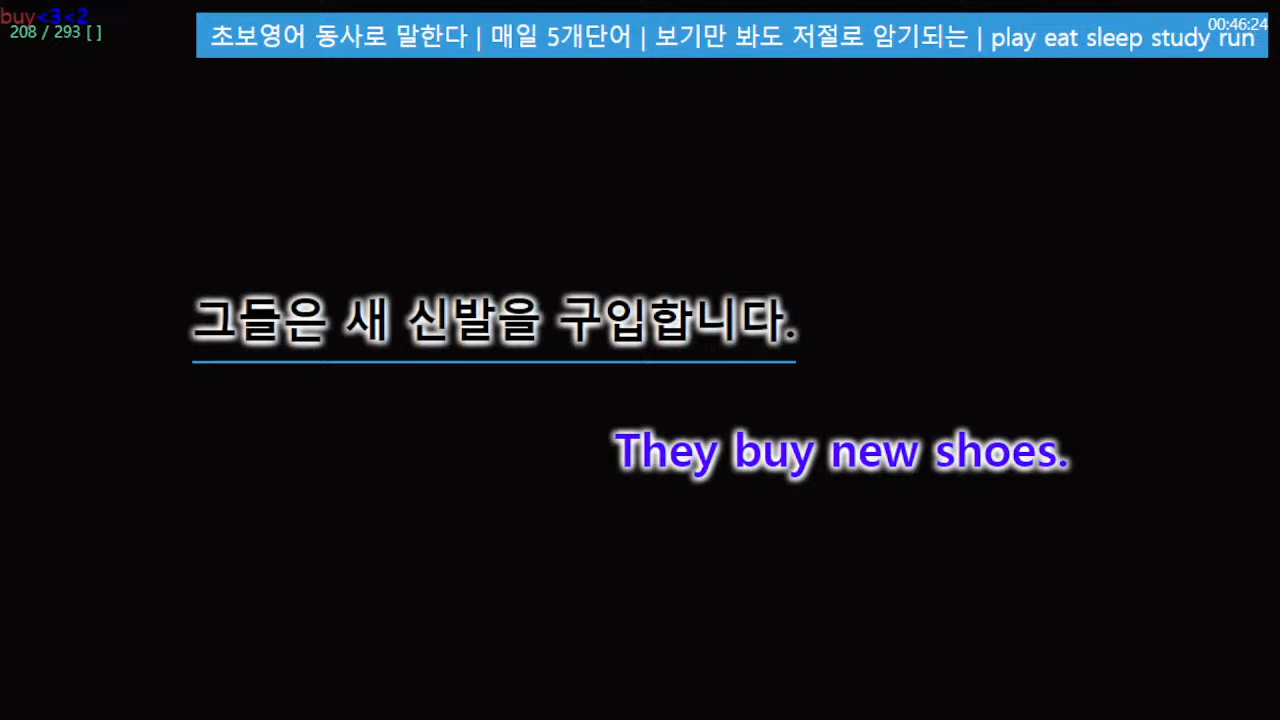 buy<3<2
208 / 293 [ ]
초보영어 동사로 말한다 | 매일 5개단어 | 보기만 봐도 저절로 암기되는 | play eat sleep study run
00:46:24
그들은 새 신발을 구입합니다.
They buy new shoes.